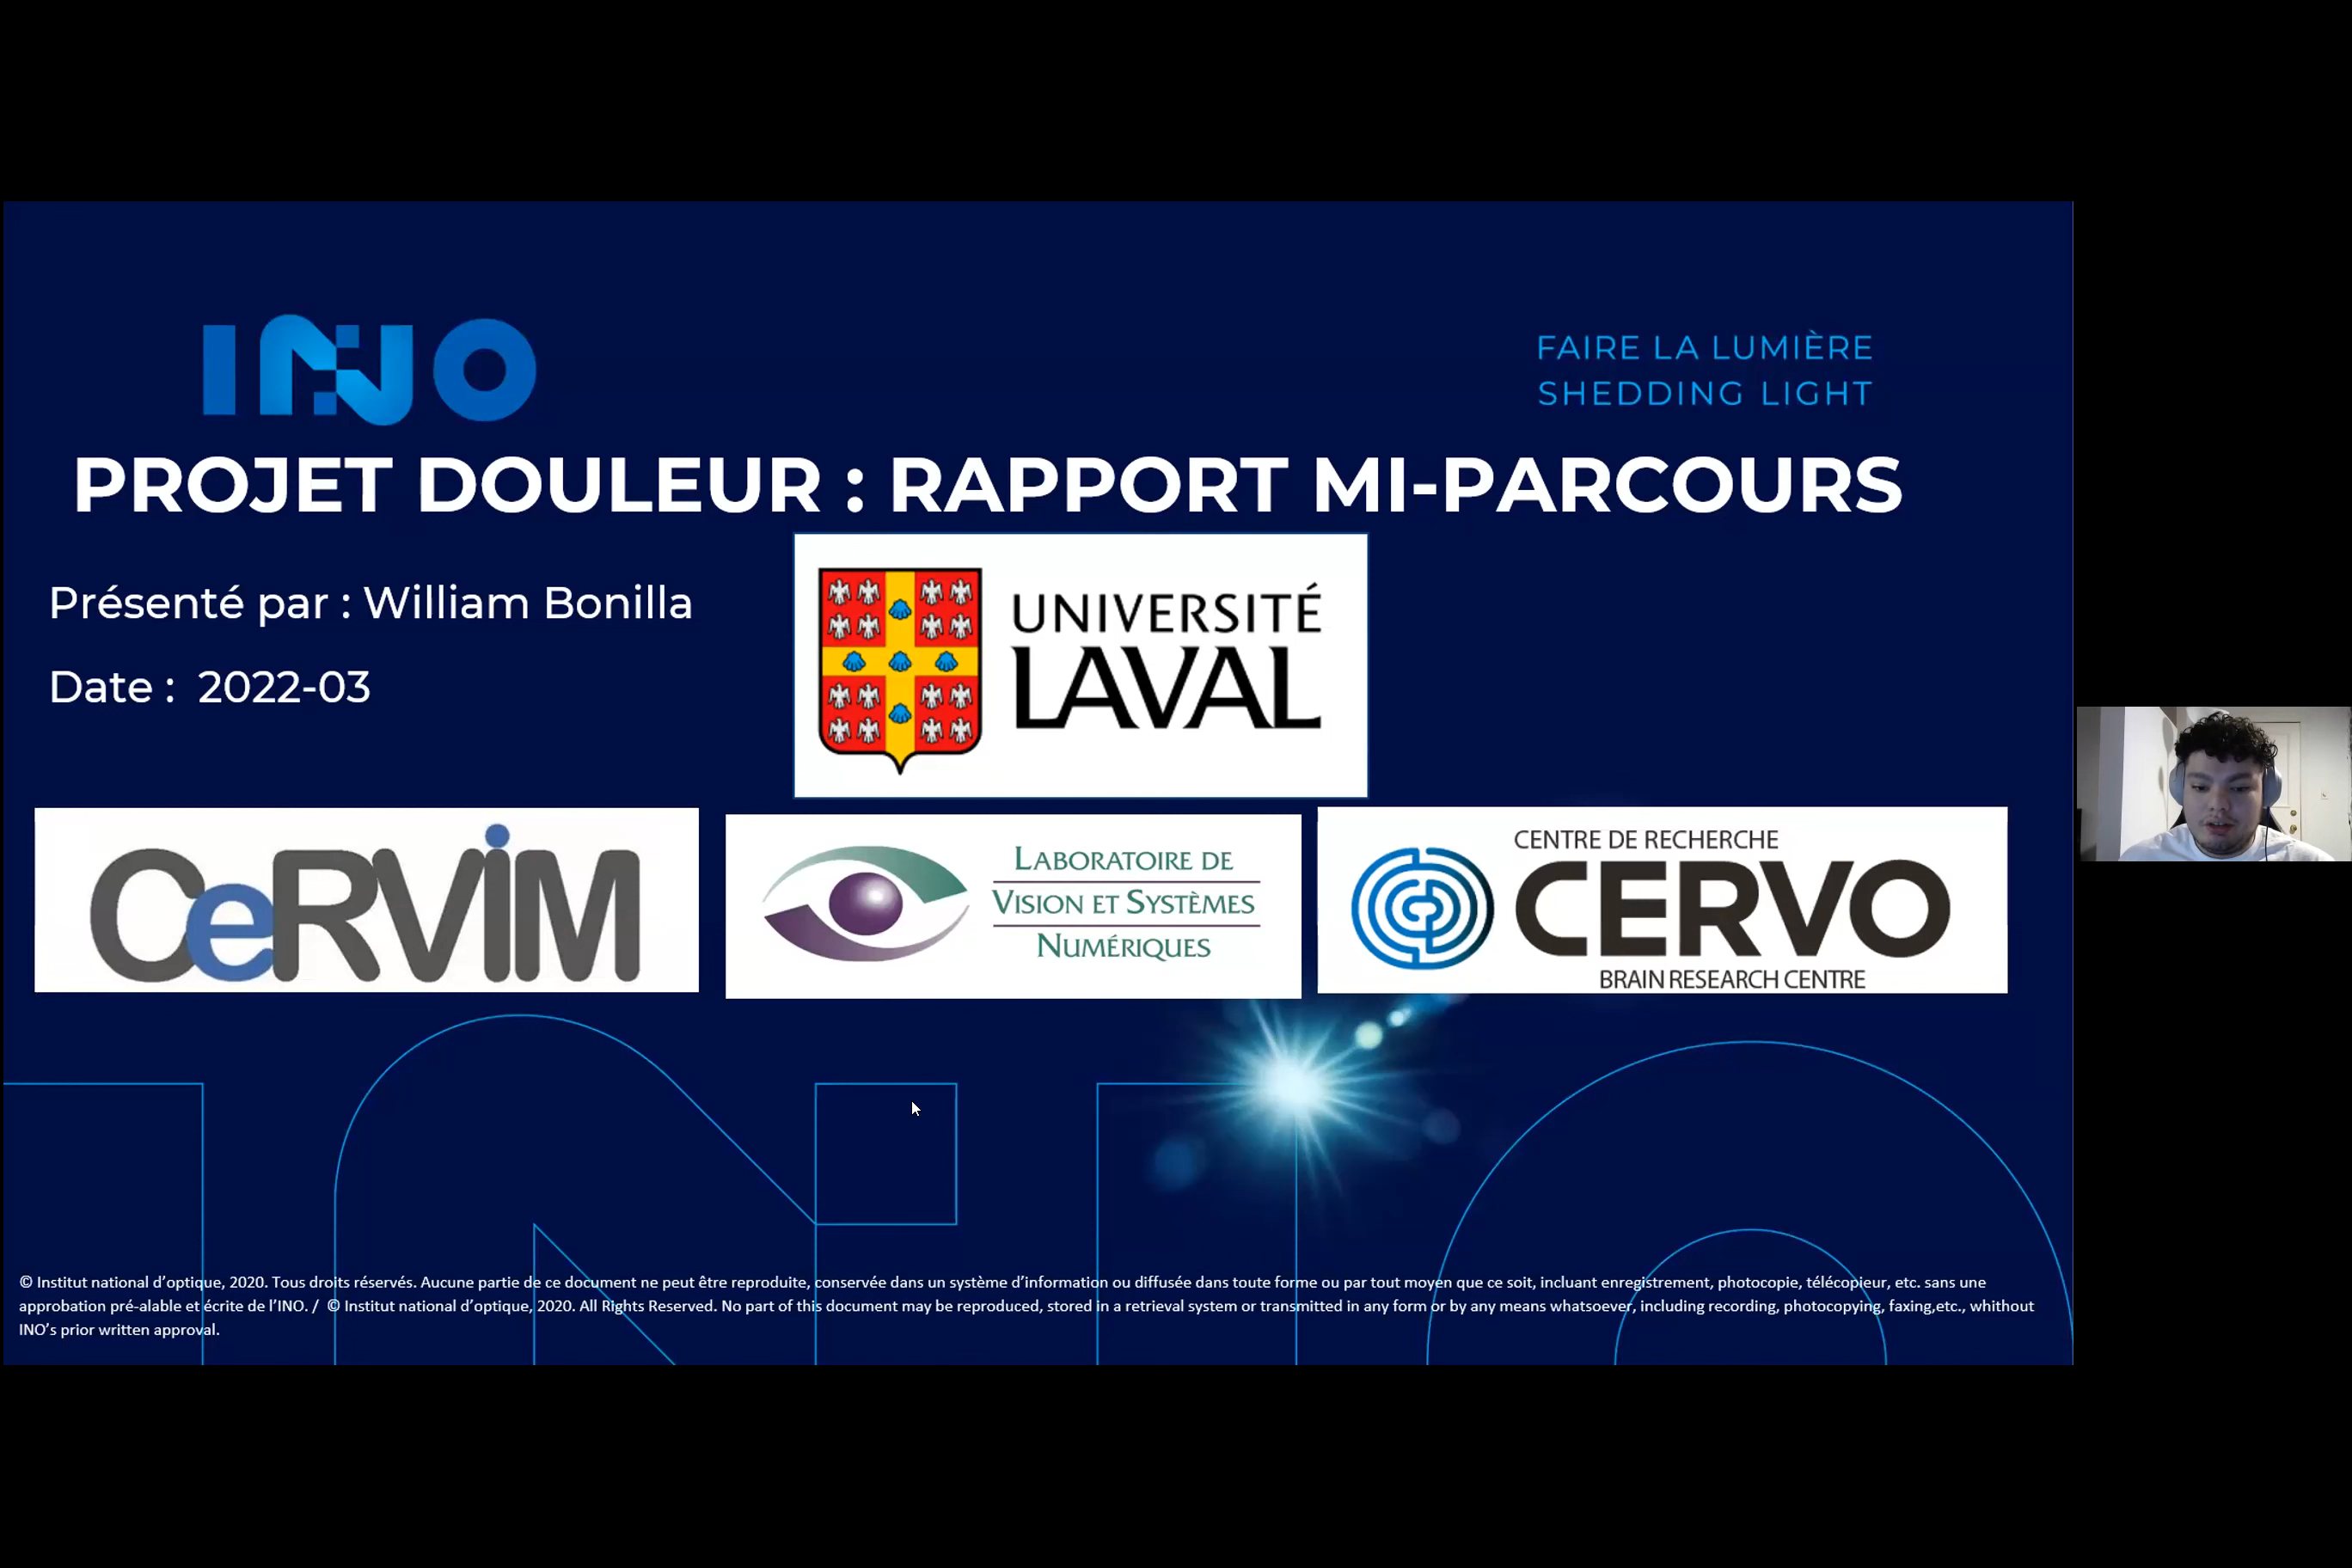 INO
FAIRE LA LUMIÈRE
SHEDDING LIGHT
PROJET DOULEUR : RAPPORT MI-PARCOURS
Présenté par : William Bonilla
Date : 2022-03
UNIVERSITÉ
LAVAL
CeRViM
LABORATOIRE DE
VISION ET SYSTÈMES
NUMÉRIQUES
CENTRE DE RECHERCHE
CERVO
BRAIN RESEARCH CENTRE
© Institut national d'optique, 2020. Tous droits réservés. Aucune partie de ce document ne peut être reproduite, conservée dans un système d'information ou diffusée dans toute forme ou par tout moyen que ce soit, incluant enregistrement, photocopie, télécopieur, etc. sans une
approbation pré-alable et écrite de l'INO. / © Institut national d'optique, 2020. All Rights Reserved. No part of this document may be reproduced, stored in a retrieval system or transmitted in any form or by any means whatsoever, including recording, photocopying, faxing,etc., whithout
INO's prior written approval.